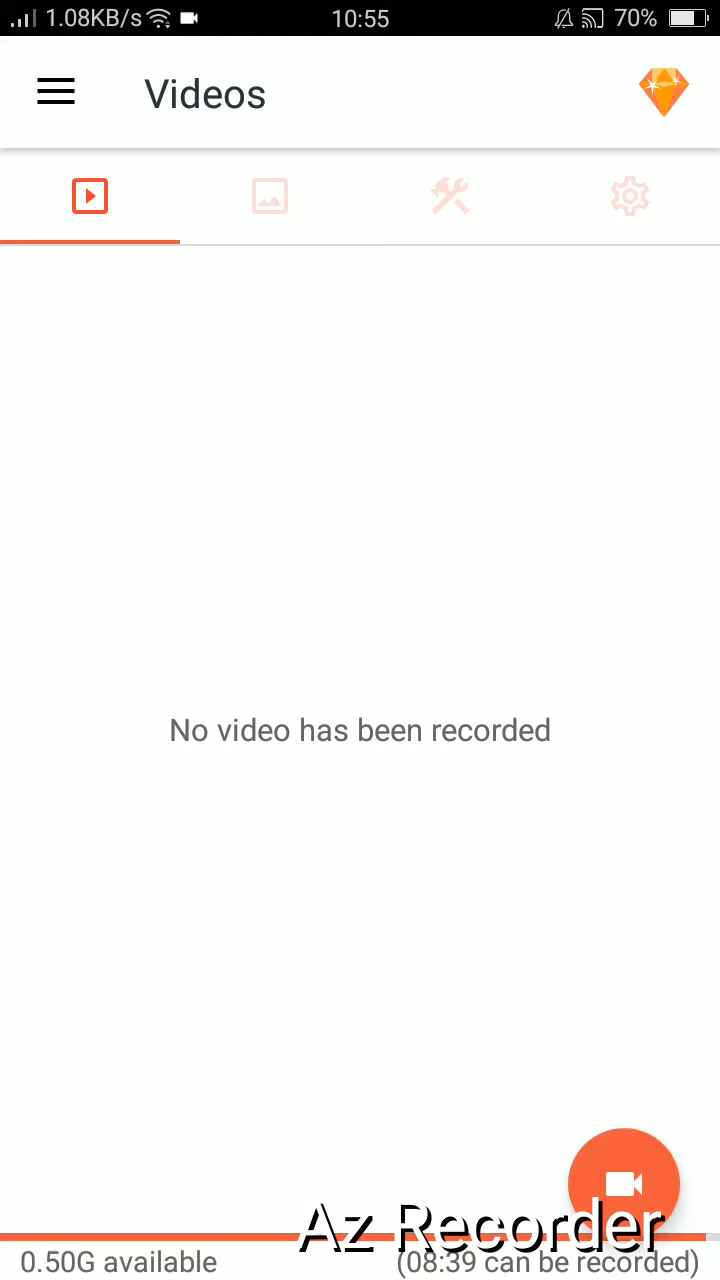 1.08KB/s 10:55 70%
Videos
No video has been recorded
Az Recorder
0.50G available (08:39 can be recorded)